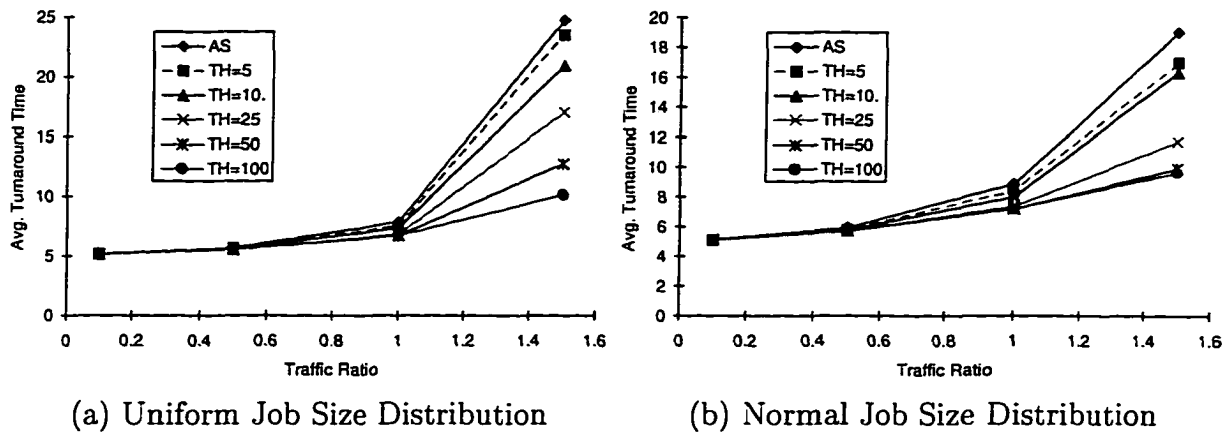 25
20
15
10
5
0
Avg. Turnaround Time
AS
TH=5
TH=10.
TH=25
TH=50
TH=100
0 0.2 0.4 0.6 0.8 1 1.2 1.4 1.6
Traffic Ratio
(a) Uniform Job Size Distribution
20
18
16
14
12
10
8
6
4
2
0
Avg. Turnaround Time
AS
TH=5
TH=10.
TH=25
TH=50
TH=100
0 0.2 0.4 0.6 0.8 1 1.2 1.4 1.6
Traffic Ratio
(b) Normal Job Size Distribution